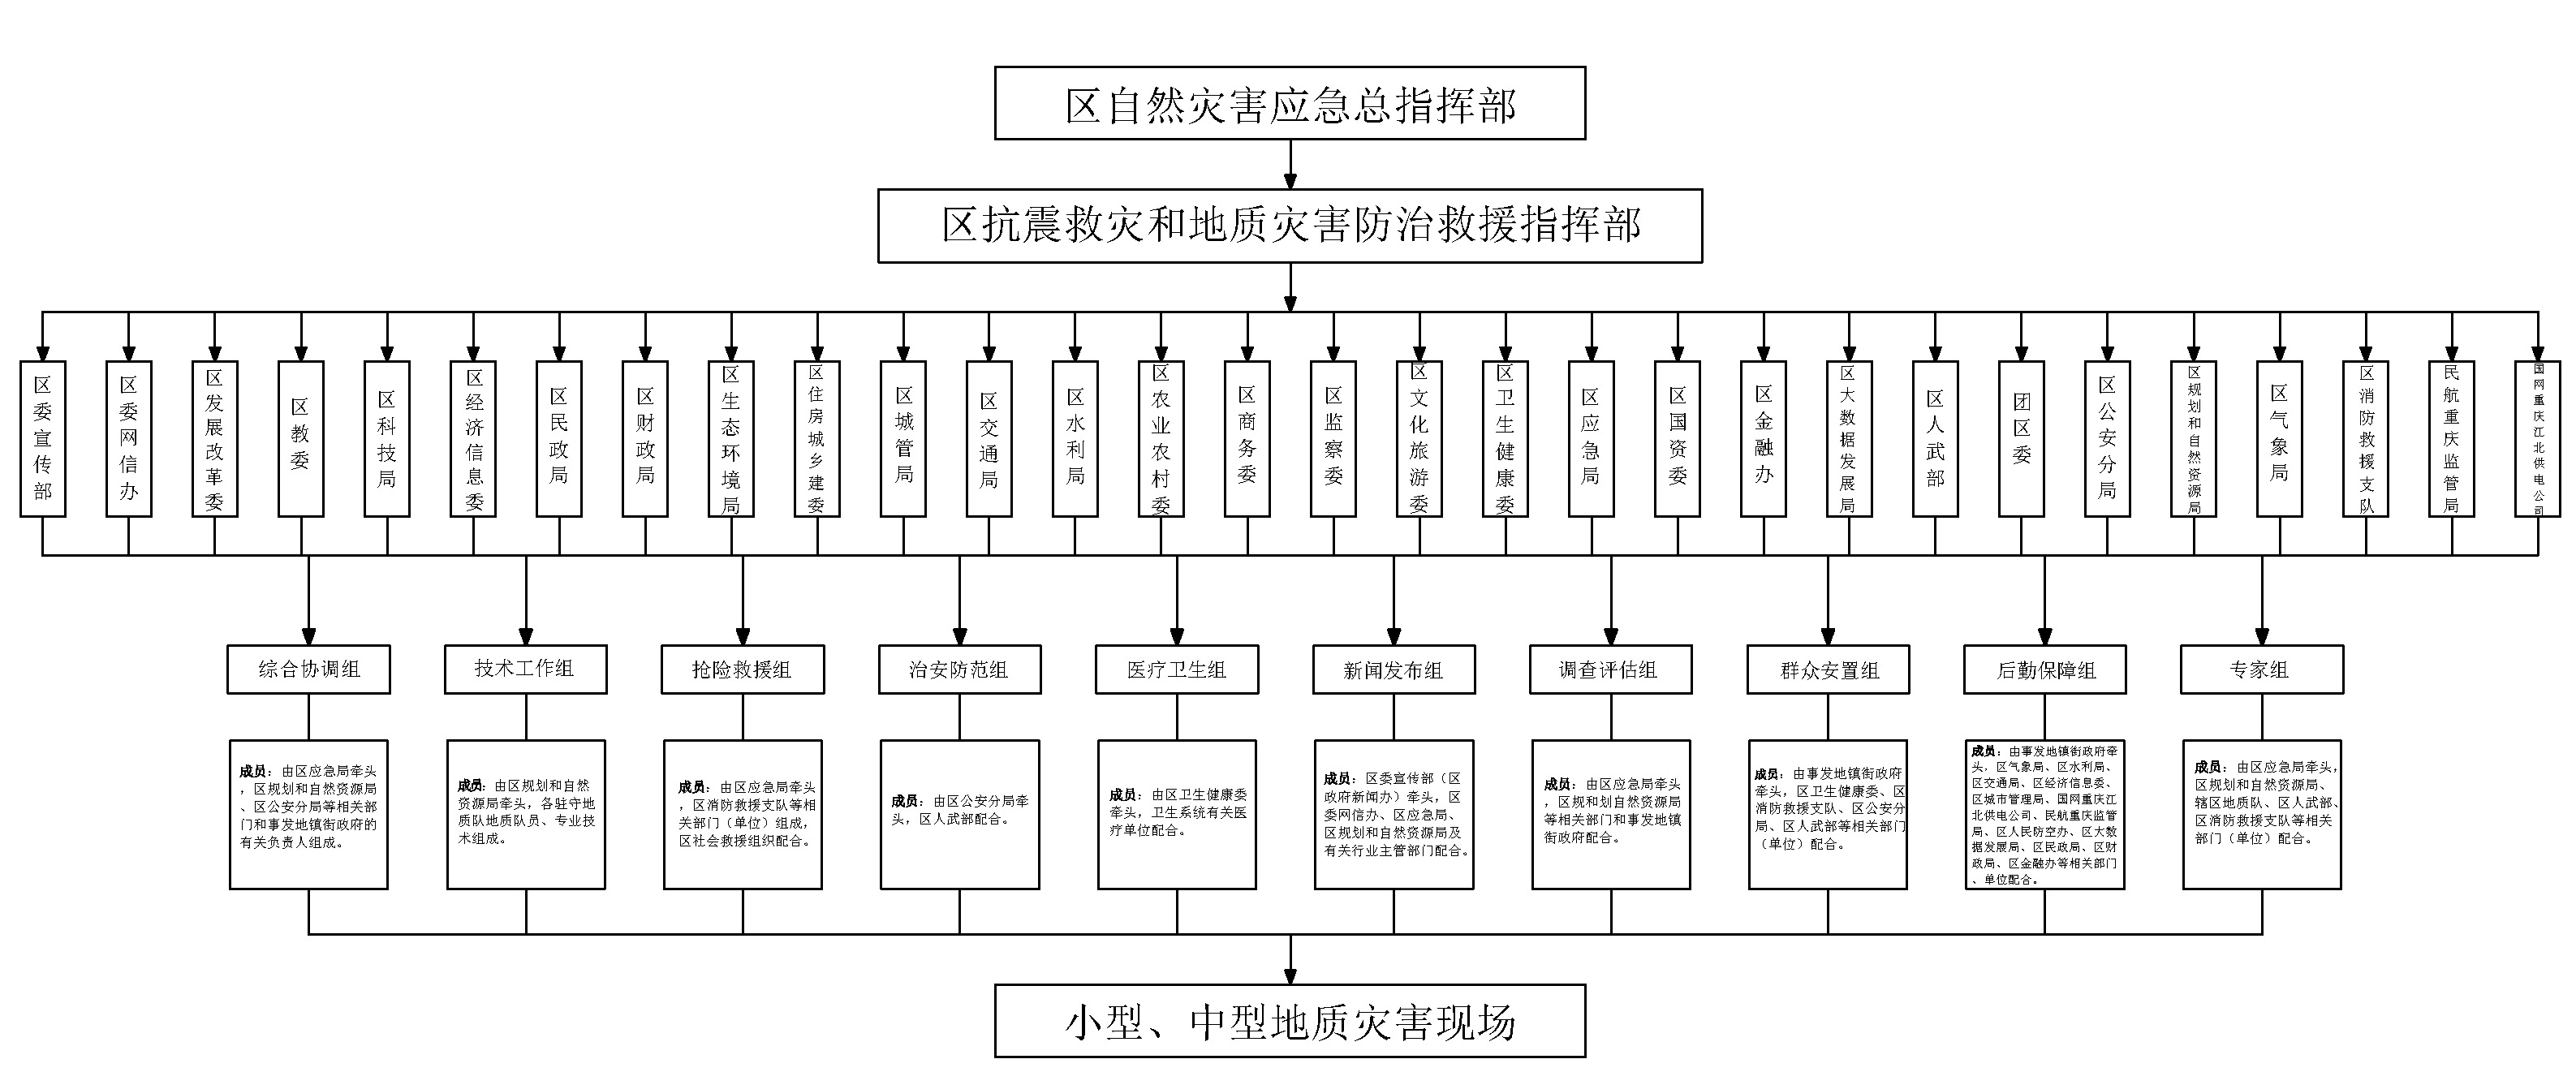 区自然灾害应急总指挥部
区抗震救灾和地质灾害防治救援指挥部
区委宣传部
区委网信办
区发展改革委
区教委
区科技局
区经济信息委
区民政局
区财政局
区生态环境局
区住房城乡建委
区城管局
区交通局
区水利局
区农业农村委
区商务委
区监察委
区文化旅游委
区卫生健康委
区应急局
区国资委
区金融办
区大数据发展局
区人武部
团区委
区公安分局
区规划和自然资源局
区气象局
区消防救援支队
民航重庆监管局
国网重庆江北供电公司
综合协调组
技术工作组
抢险救援组
治安防范组
医疗卫生组
新闻发布组
调查评估组
群众安置组
后勤保障组
专家组
成员：由区应急局牵头
，区规划和自然资源局
、区公安分局等相关部
门和事发地镇街政府的
有关负责人组成。
成员：由区规划和自然
资源局牵头，各驻守地
质队地质队员、专业技
术组成。
成员：由区应急局牵头
，区消防救援支队等相
关部门（单位）组成，
区社会救援组织配合。
成员：由区公安分局牵
头，区人武部配合。
成员：由区卫生健康委
牵头，卫生系统有关医
疗单位配合。
成员：区委宣传部（区
政府新闻办）牵头，区
委网信办、区应急局、
区规划和自然资源局及
有关行业主管部门配合。
成员：由区应急局牵头
，区规和划自然资源局
等相关部门和事发地镇
街政府配合。
成员：由事发地镇街政府
牵头，区卫生健康委、区
消防救援支队、区公安分
局、区人武部等相关部门
（单位）配合。
成员：由事发地镇街政府牵
头，区气象局、区水利局、
区交通局、区经济信息委、
区城市管理局、国网重庆江
北供电公司、民航重庆监管
局、区人民防空办、区大数
据发展局、区民政局、区财
政局、区金融办等相关部门
、单位配合。
成员：由区应急局牵头，
区规划和自然资源局、
辖区地质队、区人武部、
区消防救援支队等相关
部门（单位）配合。
小型、中型地质灾害现场